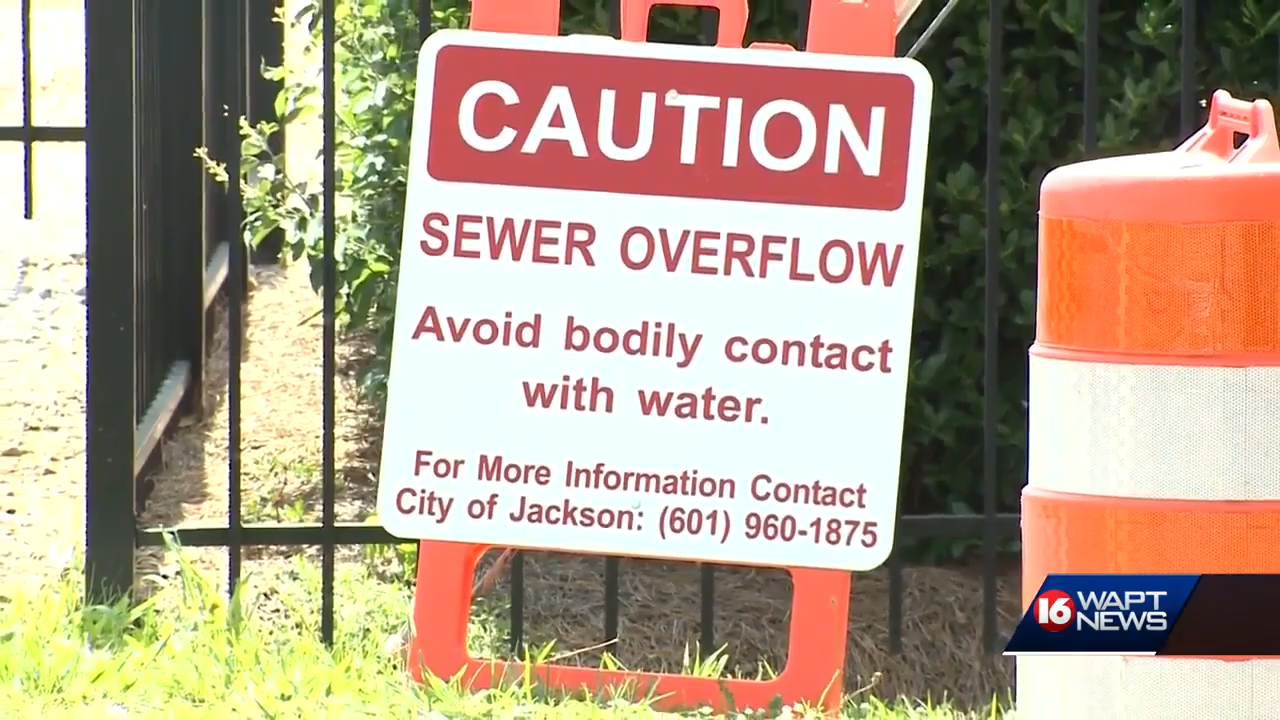 CAUTION
SEWER OVERFLOW
Avoid bodily contact
with water.
For More Information Contact
City of Jackson: (601) 960-1875
16 WAPT
NEWS